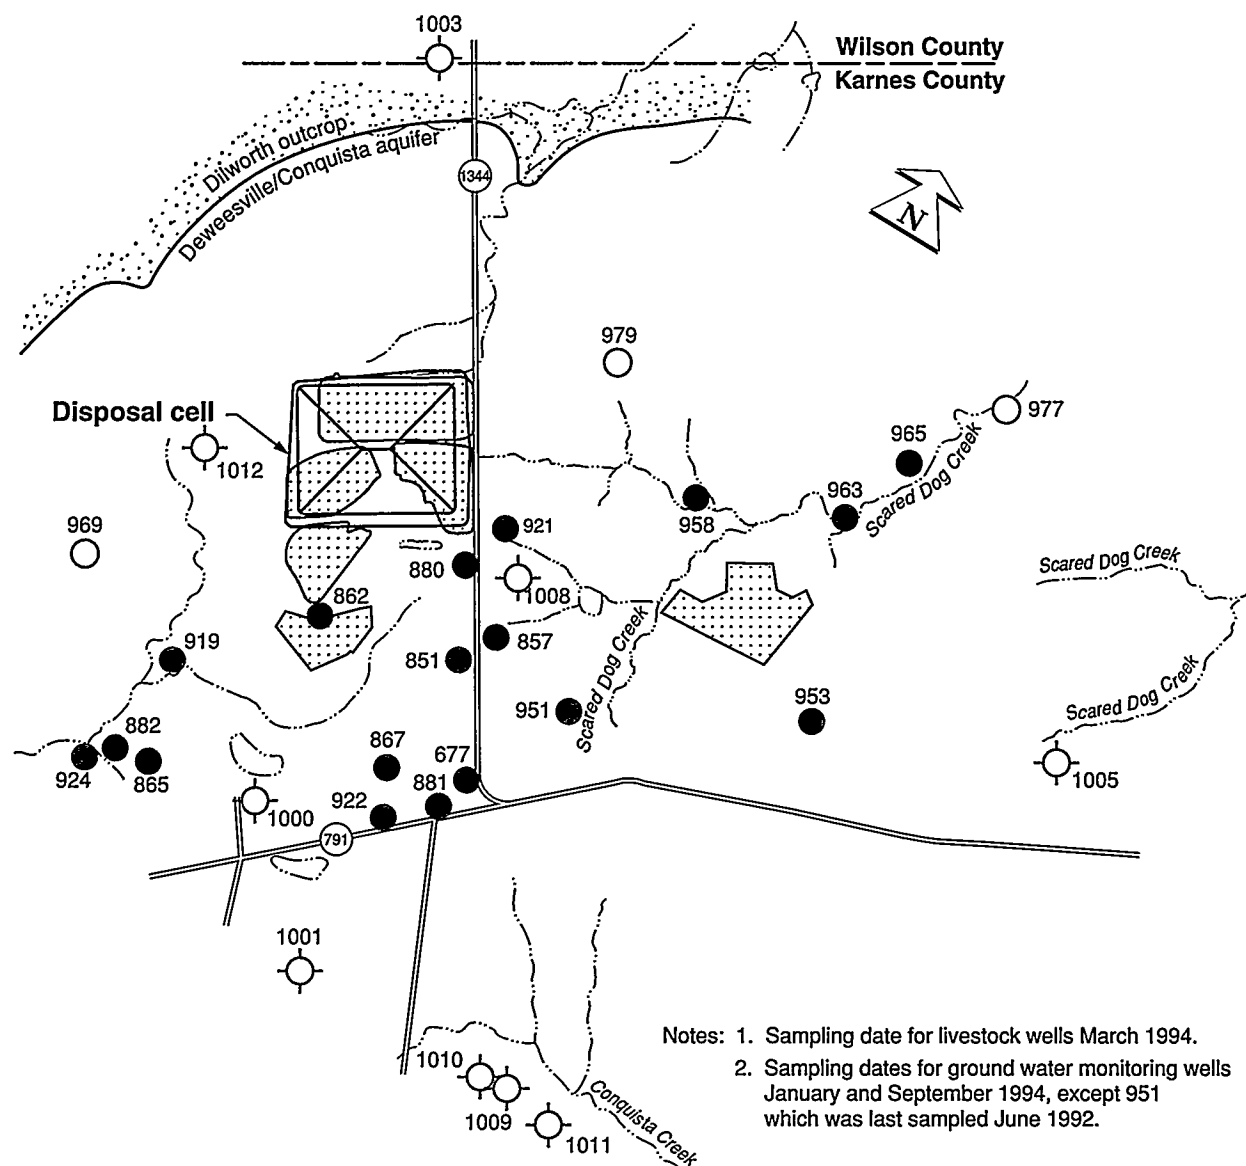 1003
Wilson County
Karnes County
Dilworth outcrop
Deweesville/Conquista aquifer
1344
N
979
977
Disposal cell
1012
965
Scared Dog Creek
963
958
969
921
880
1008
Scared Dog Creek
862
857
851
919
Scared Dog Creek
951
953
Scared Dog Creek
882
924
865
867
677
881
922
1000
791
1005
1001
Notes: 1. Sampling date for livestock wells March 1994.
2. Sampling dates for ground water monitoring wells
January and September 1994, except 951
which was last sampled June 1992.
1010
1009
1011
Conquista Creek